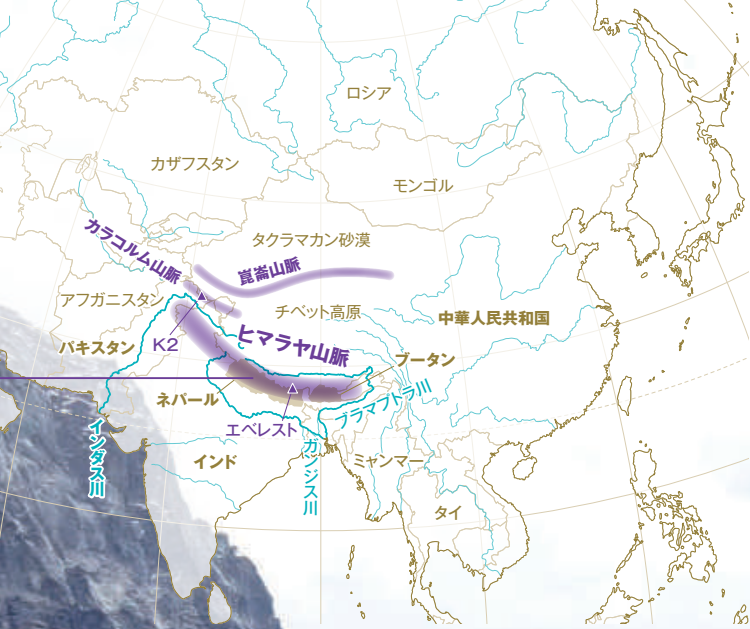 ロシア
カザフスタン
モンゴル
カラコルム山脈
タクラマカン砂漠
崑崙山脈
アフガニスタン
チベット高原
中華人民共和国
パキスタン
K2
ヒマラヤ山脈
ブータン
ネパール
ブラマプトラ川
エベレスト
インダス川
ガンジス川
インド
ミャンマー
タイ